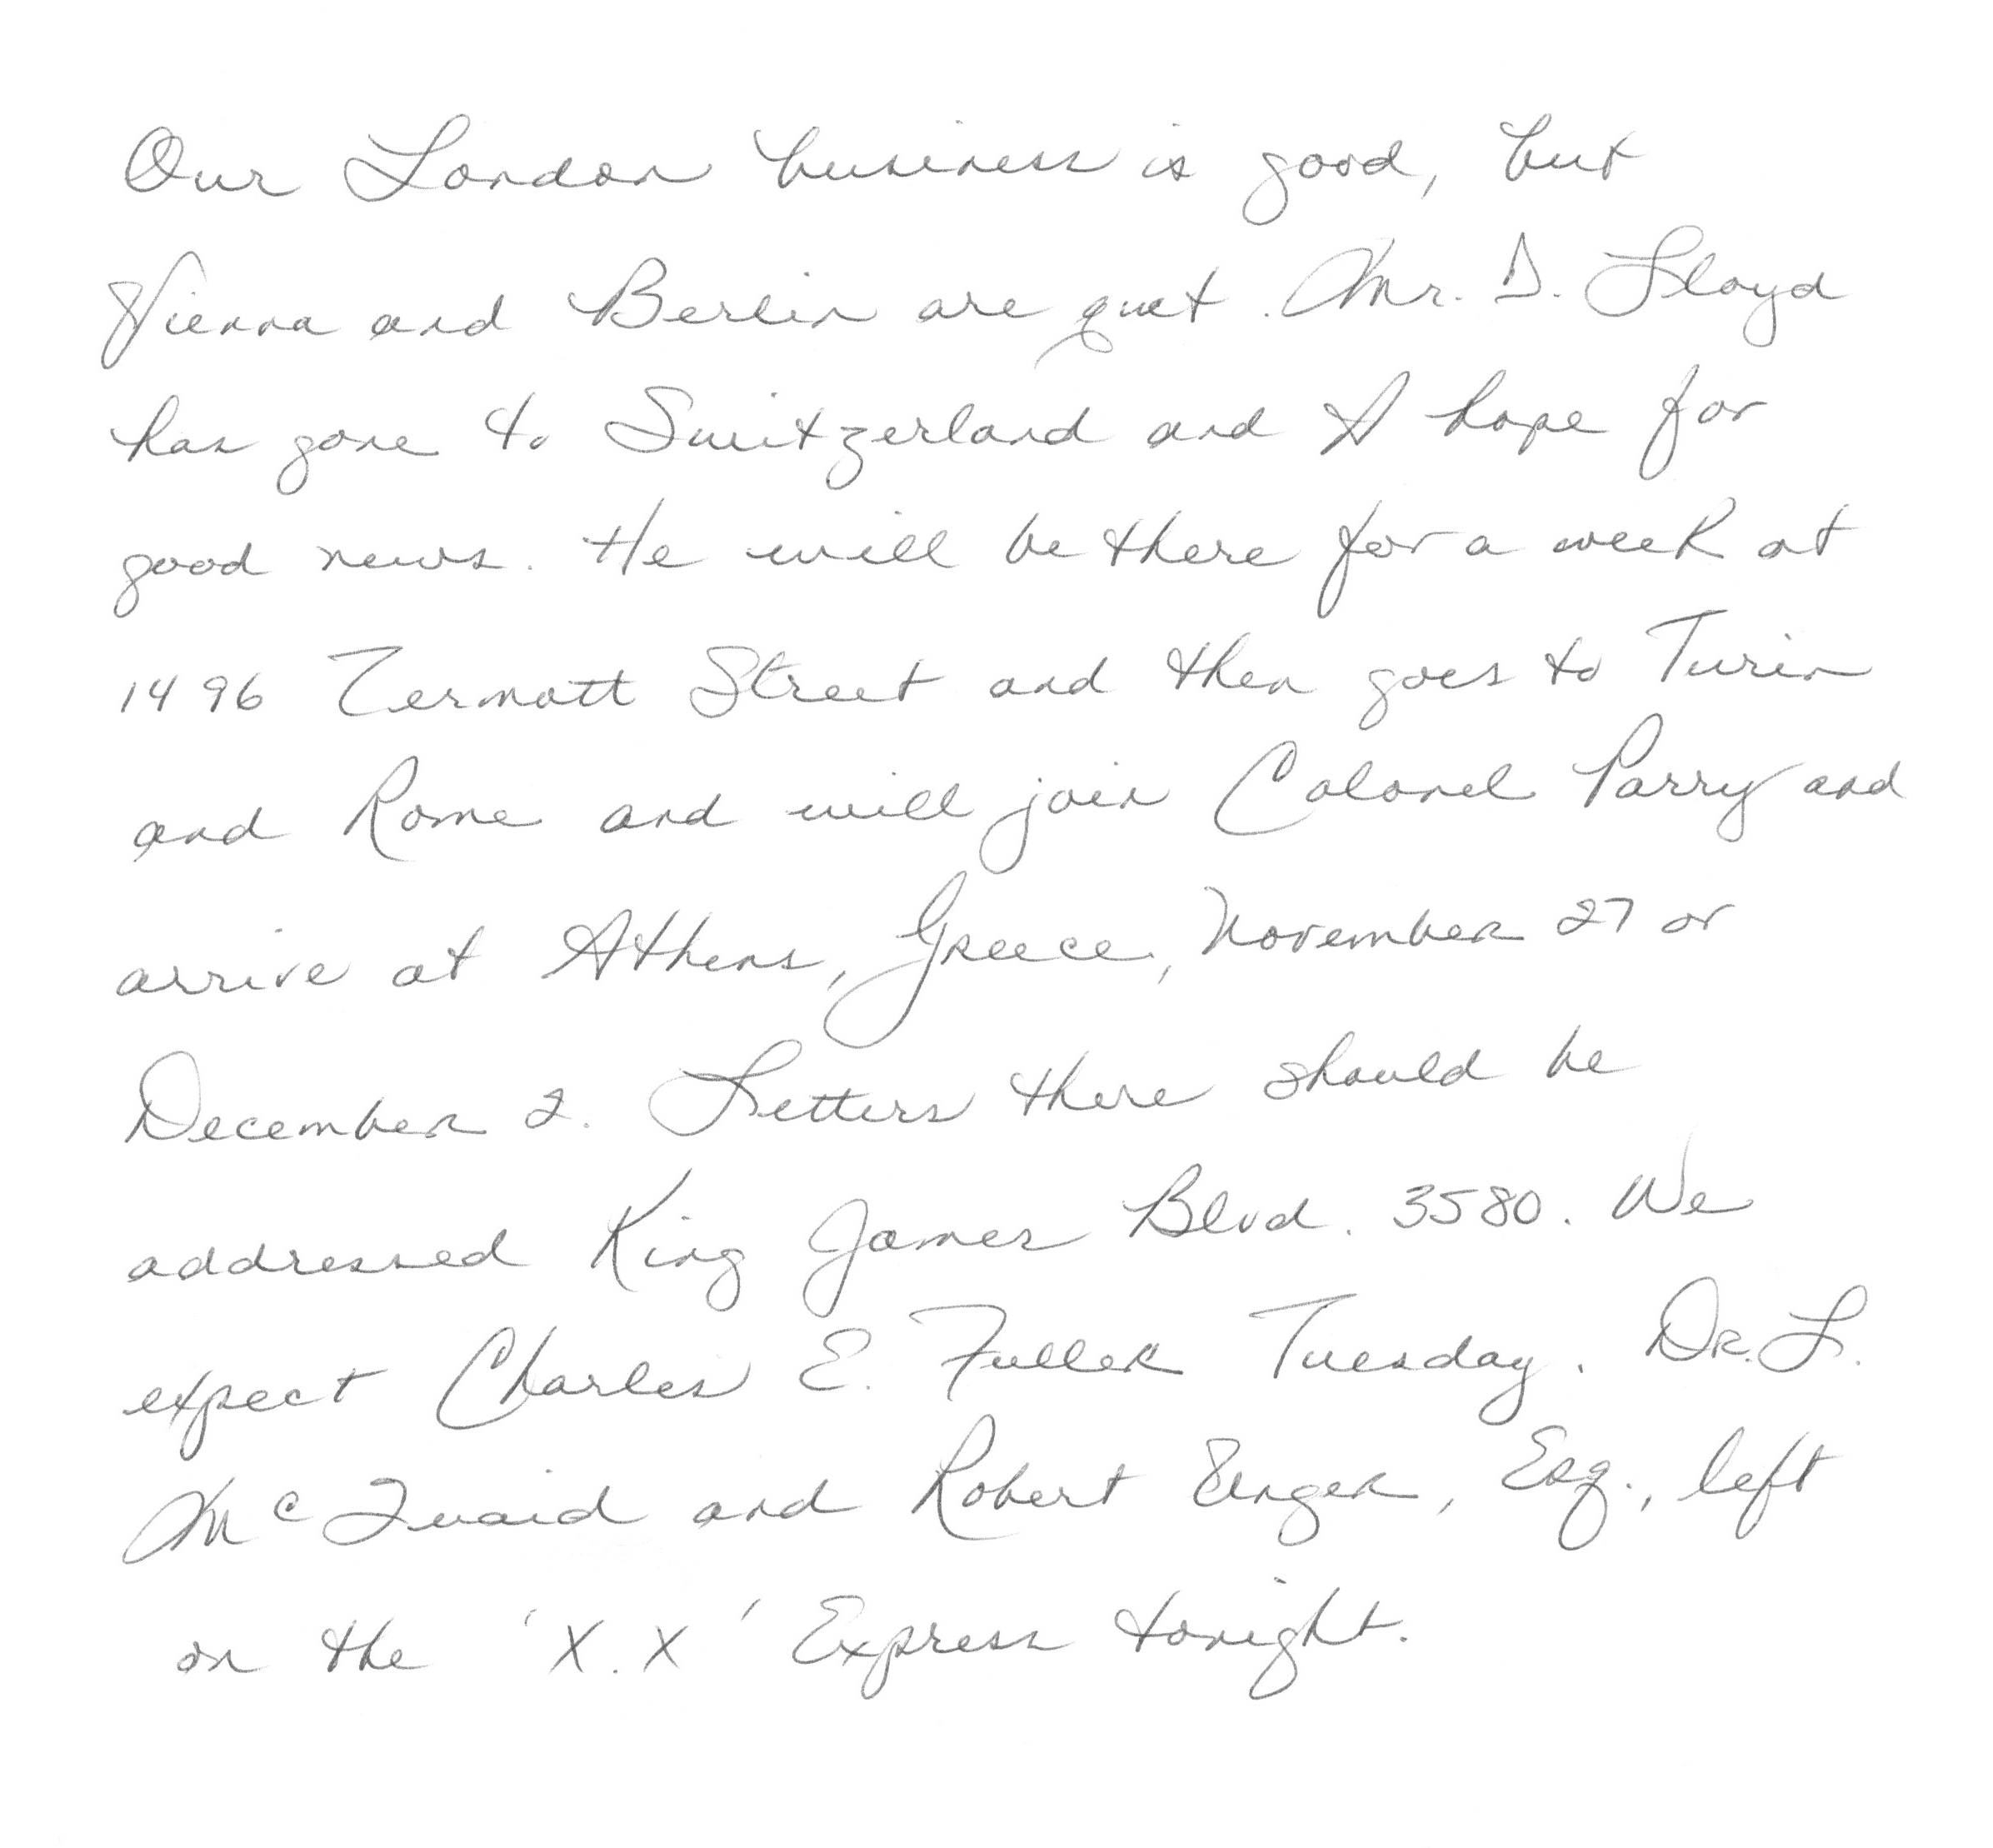 Our London business is good, but
Vienna and Berlin are quiet. Mr. D. Lloyd
has gone to Switzerland and I hope for
good news. He will be there for a week at
1496 Zermott Street and then goes to Turin
and Rome and will join Colonel Parry and
arrive at Athens, Greece, November 27 or
December 2. Letters there should be
addressed King James Blvd. 3580. We
expect Charles E. Fuller Tuesday. Dr. L.
McQuaid and Robert Unger, Esq., left
on the 'X.X' Express tonight.